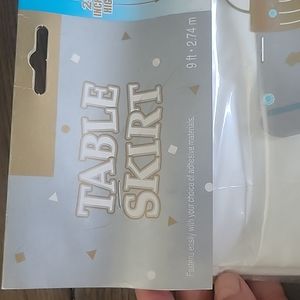 TABLE
SKIRT
9 ft · 2.74 m
Fastens easily with your choice of adhesive materials.